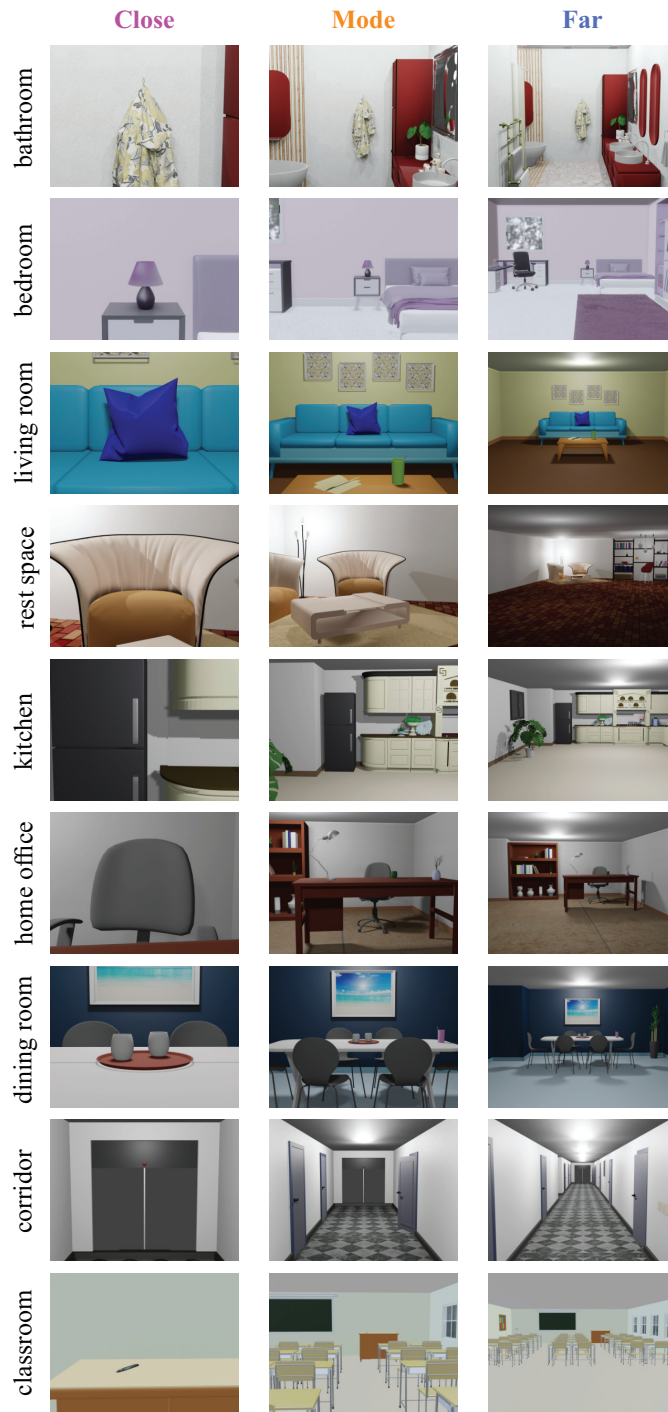 Close Mode Far
bathroom
bedroom
living room
rest space
kitchen
home office
dining room
corridor
classroom